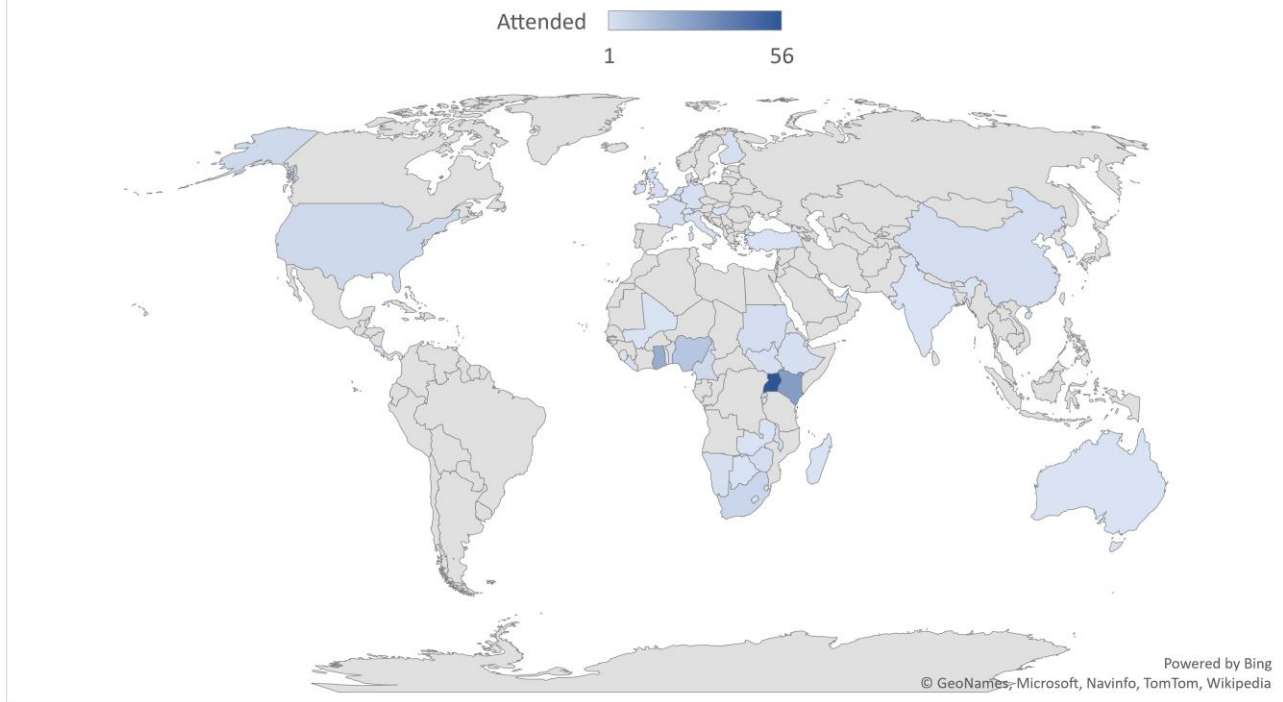 Attended
1 56
Powered by Bing
© GeoNames, Microsoft, Navinfo, TomTom, Wikipedia